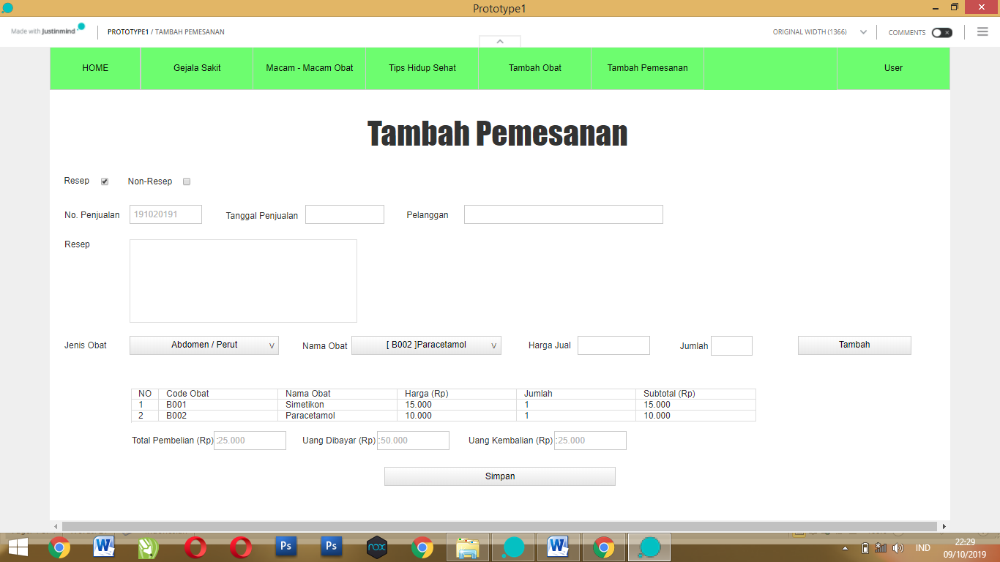 Prototype1
Made with Justinmind
PROTOTYPE1 / TAMBAH PEMESANAN
ORIGINAL WIDTH (1366)
COMMENTS
HOME Gejala Sakit Macam - Macam Obat Tips Hidup Sehat Tambah Obat Tambah Pemesanan User
Tambah Pemesanan
Resep Non-Resep
No. Penjualan 191020191 Tanggal Penjualan Pelanggan
Resep
Jenis Obat Abdomen / Perut V Nama Obat [ B002 ]Paracetamol V Harga Jual Jumlah Tambah
NO Code Obat Nama Obat Harga (Rp) Jumlah Subtotal (Rp)
1 B001 Simetikon 15.000 1 15.000
2 B002 Paracetamol 10.000 1 10.000
Total Pembelian (Rp) :25.000 Uang Dibayar (Rp) :50.000 Uang Kembalian (Rp) :25.000
Simpan
Ps Ps nox IND 22:29
09/10/2019